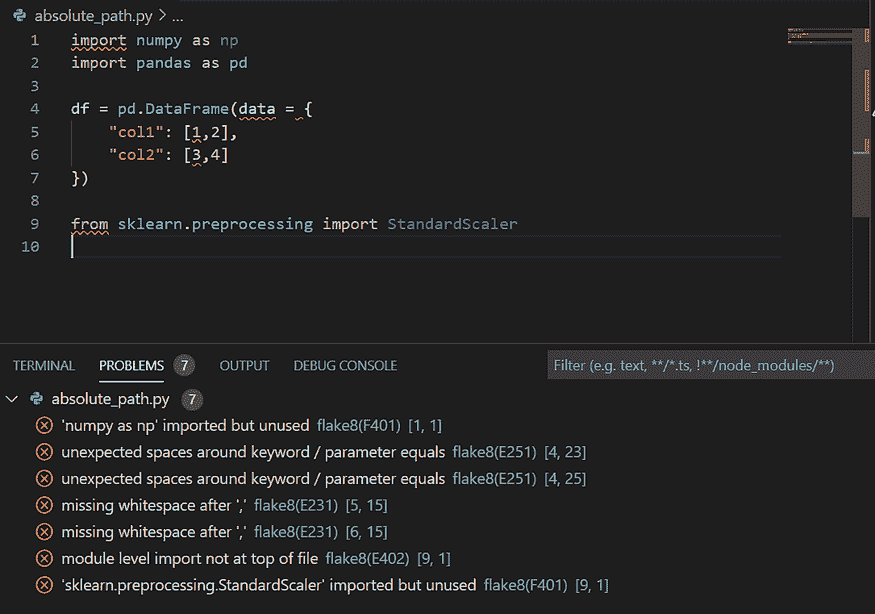 absolute_path.py > ...
1 import numpy as np
2 import pandas as pd
3
4 df = pd.DataFrame(data = {
5     "col1": [1,2],
6     "col2": [3,4]
7 })
8
9 from sklearn.preprocessing import StandardScaler
10
TERMINAL PROBLEMS 7 OUTPUT DEBUG CONSOLE Filter (e.g. text, **/*.ts, !**/node_modules/**)
absolute_path.py 7
'numpy as np' imported but unused flake8(F401) [1, 1]
unexpected spaces around keyword / parameter equals flake8(E251) [4, 23]
unexpected spaces around keyword / parameter equals flake8(E251) [4, 25]
missing whitespace after ',' flake8(E231) [5, 15]
missing whitespace after ',' flake8(E231) [6, 15]
module level import not at top of file flake8(E402) [9, 1]
'sklearn.preprocessing.StandardScaler' imported but unused flake8(F401) [9, 1]